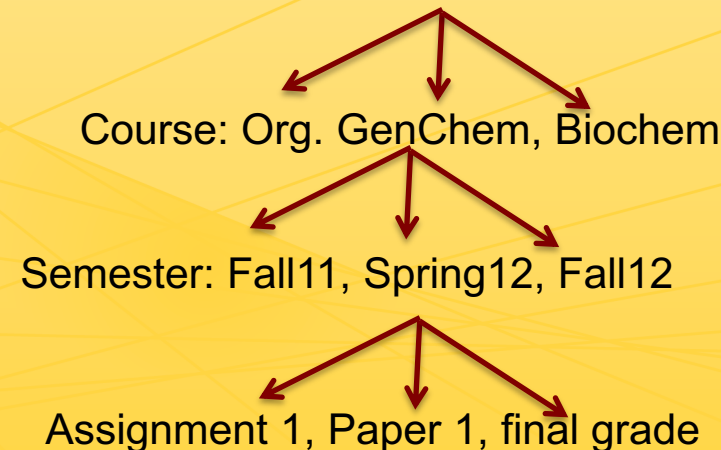 Course: Org. GenChem, Biochem
Semester: Fall11, Spring12, Fall12
Assignment 1, Paper 1, final grade